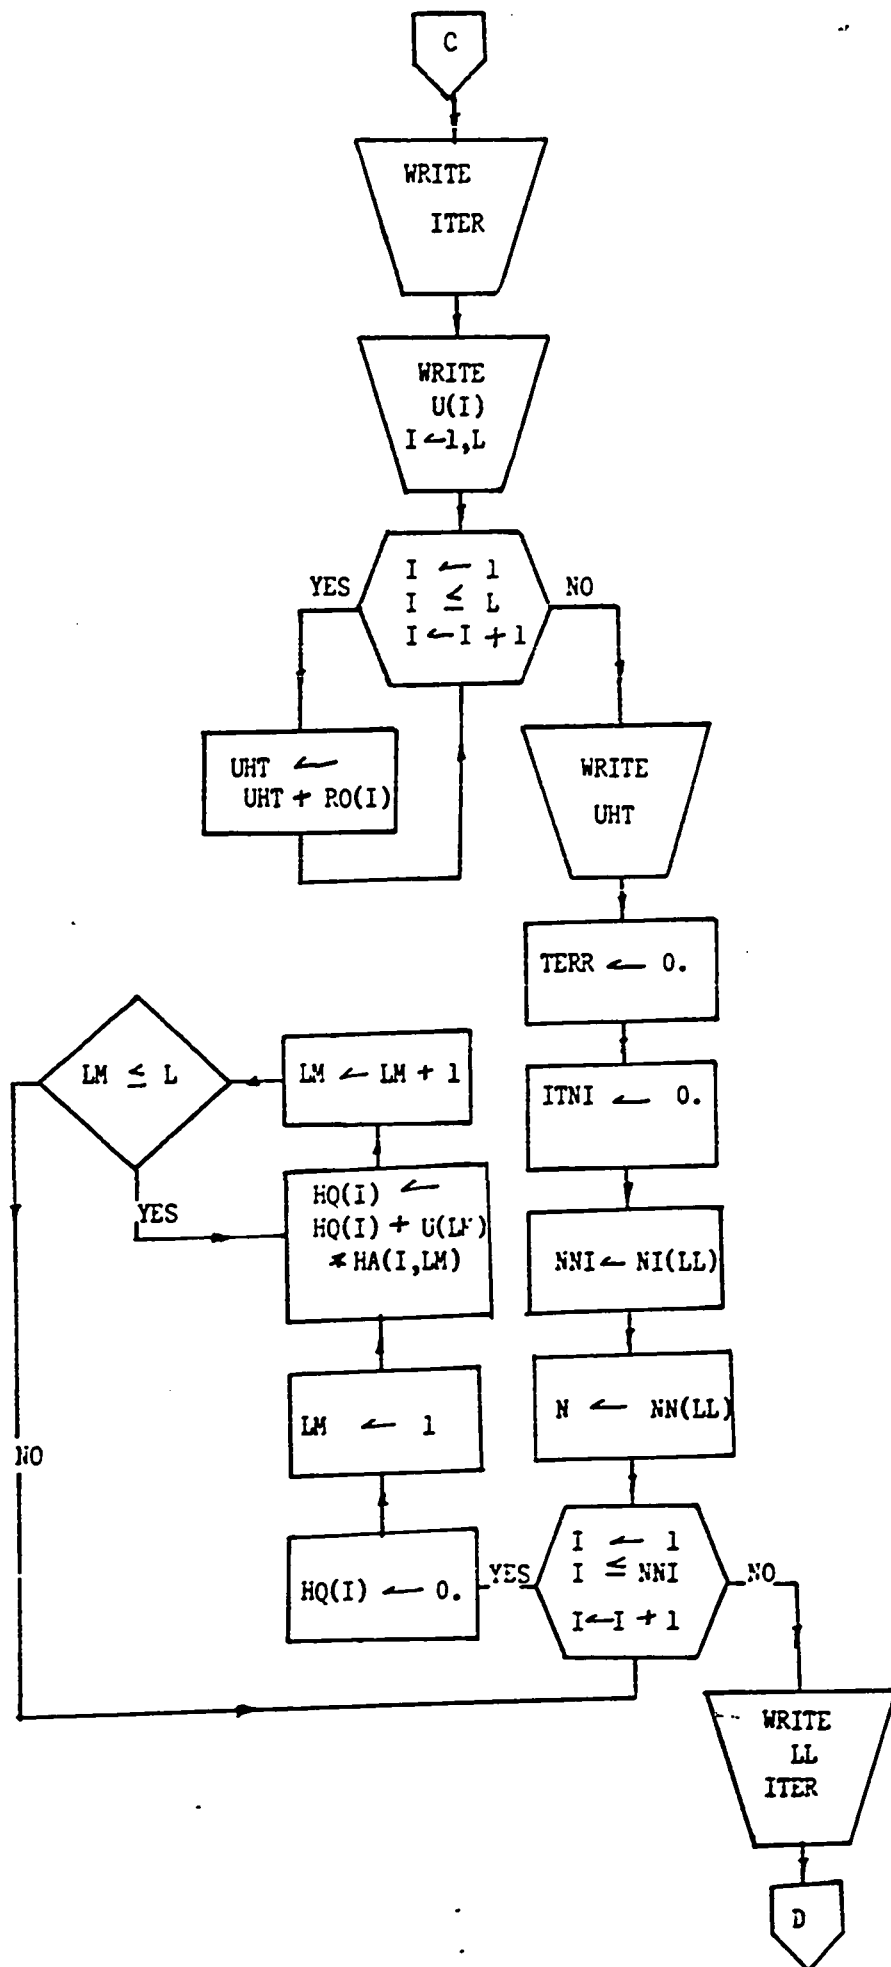 C
WRITE
ITER
WRITE
U(I)
I←1,L
I ← 1
I ≤ L
I←I + 1
YES
NO
UHT ←
UHT + RO(I)
WRITE
UHT
TERR ← 0.
ITNI ← 0.
NNI← NI(LL)
N ← NN(LL)
I ← 1
I ≤ NNI
I←I + 1
YES
NO
HQ(I) ← 0.
LM ← 1
HQ(I) ←
HQ(I) + U(LM)
* HA(I,LM)
LM ← LM + 1
LM ≤ L
YES
NO
WRITE
LL
ITER
D